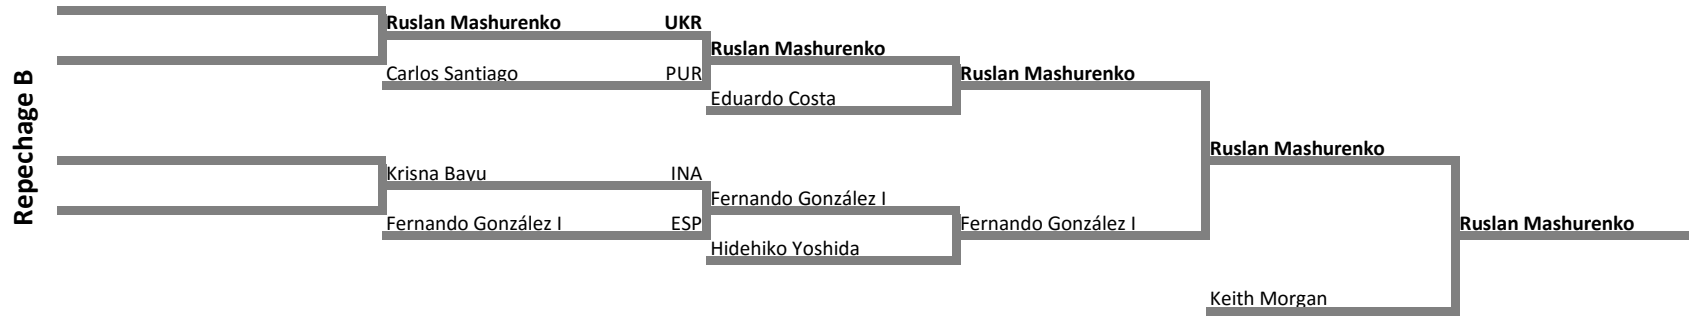 Repechage B
Ruslan Mashurenko UKR
Carlos Santiago PUR
Ruslan Mashurenko
Eduardo Costa
Ruslan Mashurenko
Krisna Bayu INA
Fernando González I ESP
Fernando González I
Hidehiko Yoshida
Fernando González I
Ruslan Mashurenko
Keith Morgan
Ruslan Mashurenko